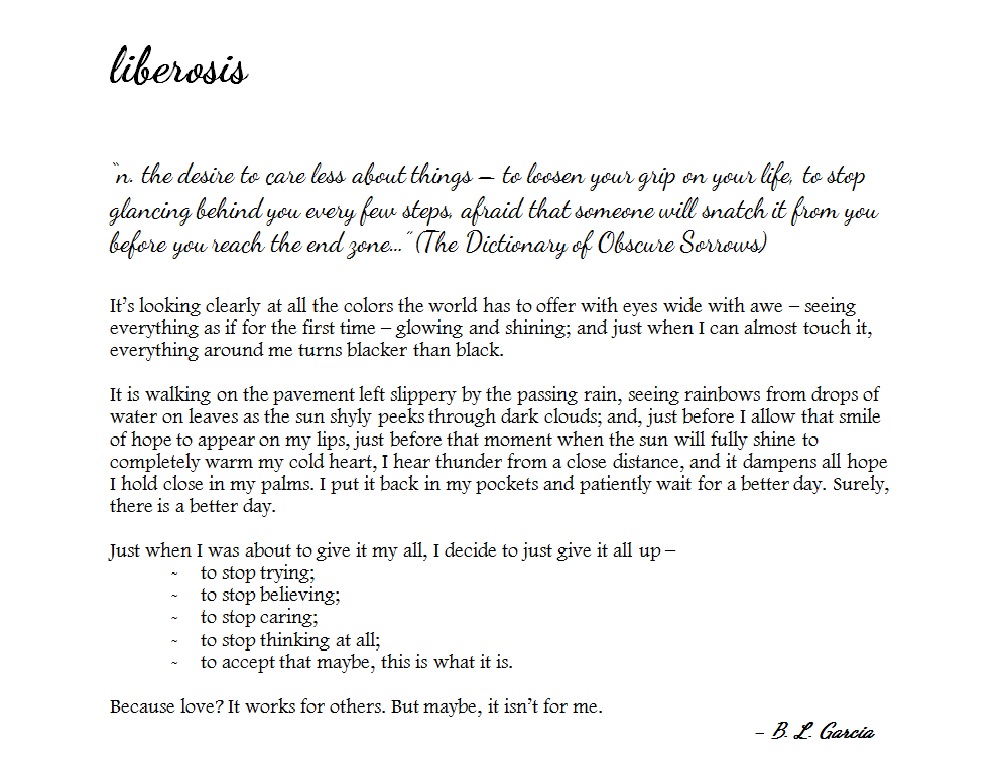 liberosis
“n. the desire to care less about things – to loosen your grip on your life, to stop
glancing behind you every few steps, afraid that someone will snatch it from you
before you reach the end zone…” (The Dictionary of Obscure Sorrows)
It’s looking clearly at all the colors the world has to offer with eyes wide with awe – seeing
everything as if for the first time – glowing and shining; and just when I can almost touch it,
everything around me turns blacker than black.
It is walking on the pavement left slippery by the passing rain, seeing rainbows from drops of
water on leaves as the sun shyly peeks through dark clouds; and, just before I allow that smile
of hope to appear on my lips, just before that moment when the sun will fully shine to
completely warm my cold heart, I hear thunder from a close distance, and it dampens all hope
I hold close in my palms. I put it back in my pockets and patiently wait for a better day. Surely,
there is a better day.
Just when I was about to give it my all, I decide to just give it all up –
~ to stop trying;
~ to stop believing;
~ to stop caring;
~ to stop thinking at all;
~ to accept that maybe, this is what it is.
Because love? It works for others. But maybe, it isn’t for me.
– B. L. Garcia